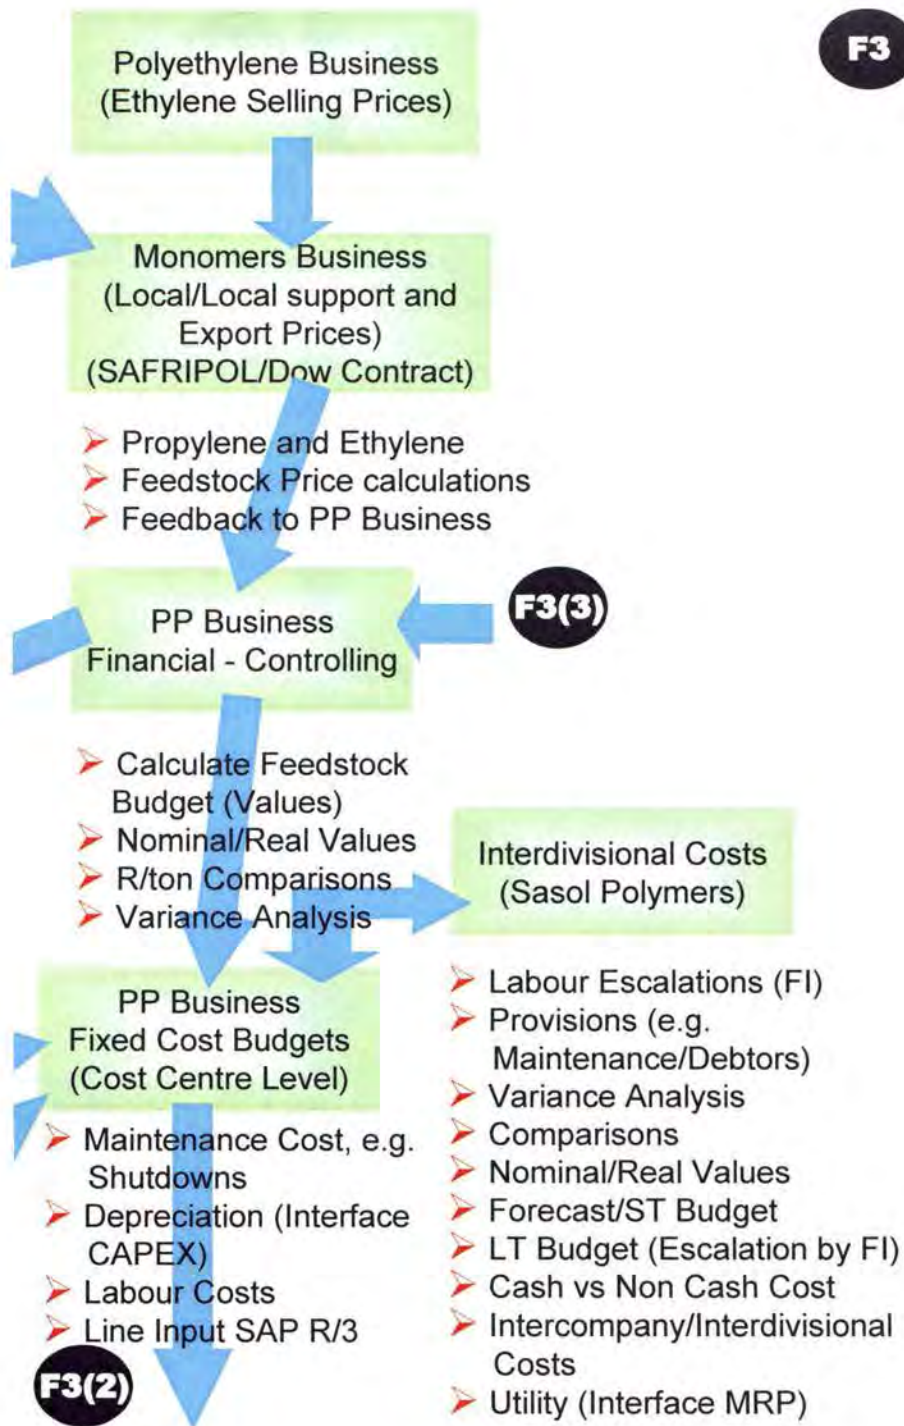 F3
Polyethylene Business
(Ethylene Selling Prices)
Monomers Business
(Local/Local support and
Export Prices)
(SAFRIPOL/Dow Contract)
Propylene and Ethylene
Feedstock Price calculations
Feedback to PP Business
PP Business
Financial - Controlling
F3(3)
Calculate Feedstock
Budget (Values)
Nominal/Real Values
R/ton Comparisons
Variance Analysis
Interdivisional Costs
(Sasol Polymers)
PP Business
Fixed Cost Budgets
(Cost Centre Level)
Maintenance Cost, e.g.
Shutdowns
Depreciation (Interface
CAPEX)
Labour Costs
Line Input SAP R/3
F3(2)
Labour Escalations (FI)
Provisions (e.g.
Maintenance/Debtors)
Variance Analysis
Comparisons
Nominal/Real Values
Forecast/ST Budget
LT Budget (Escalation by FI)
Cash vs Non Cash Cost
Intercompany/Interdivisional
Costs
Utility (Interface MRP)